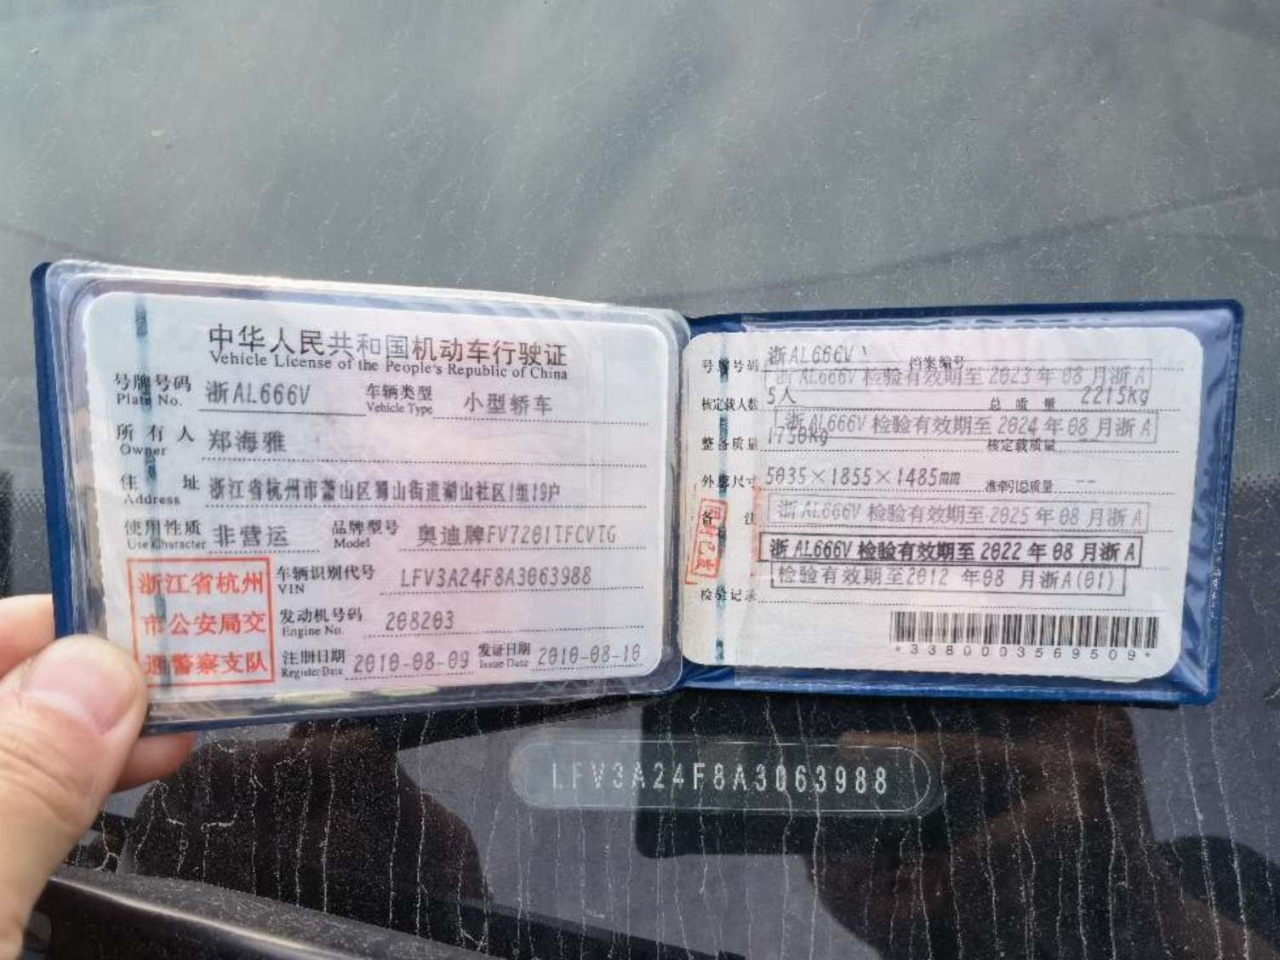 中华人民共和国机动车行驶证
Vehicle License of the People's Republic of China
号牌号码 浙AL666V 车辆类型 小型轿车
Plate No. Vehicle Type
所有人 郑海雅
Owner
住址 浙江省杭州市萧山区蜀山街道湖山社区1组19户
Address
使用性质 非营运 品牌型号 奥迪牌FV7201TFCVTG
Use Character Model
浙江省杭州
市公安局交
通警察支队
车辆识别代号 LFV3A24F8A3063988
VIN
发动机号码 208203
Engine No.
注册日期 2010-08-09 发证日期 2010-08-10
Register Date Issue Date
号牌号码 浙AL666V 档案编号
浙AL666V 检验有效期至2023年08月浙A
核定载人数 5人 总质量 2215kg
浙AL666V 检验有效期至2024年08月浙A
整备质量 1750kg 核定载质量 --
外廓尺寸 5035×1855×1485mm 准牵引总质量 --
备注 浙AL666V 检验有效期至2025年08月浙A
浙AL666V 检验有效期至2022年08月浙A
检验有效期至2012 年08 月浙A(01)
检验记录
*3380003569509*
LFV3A24F8A3063988